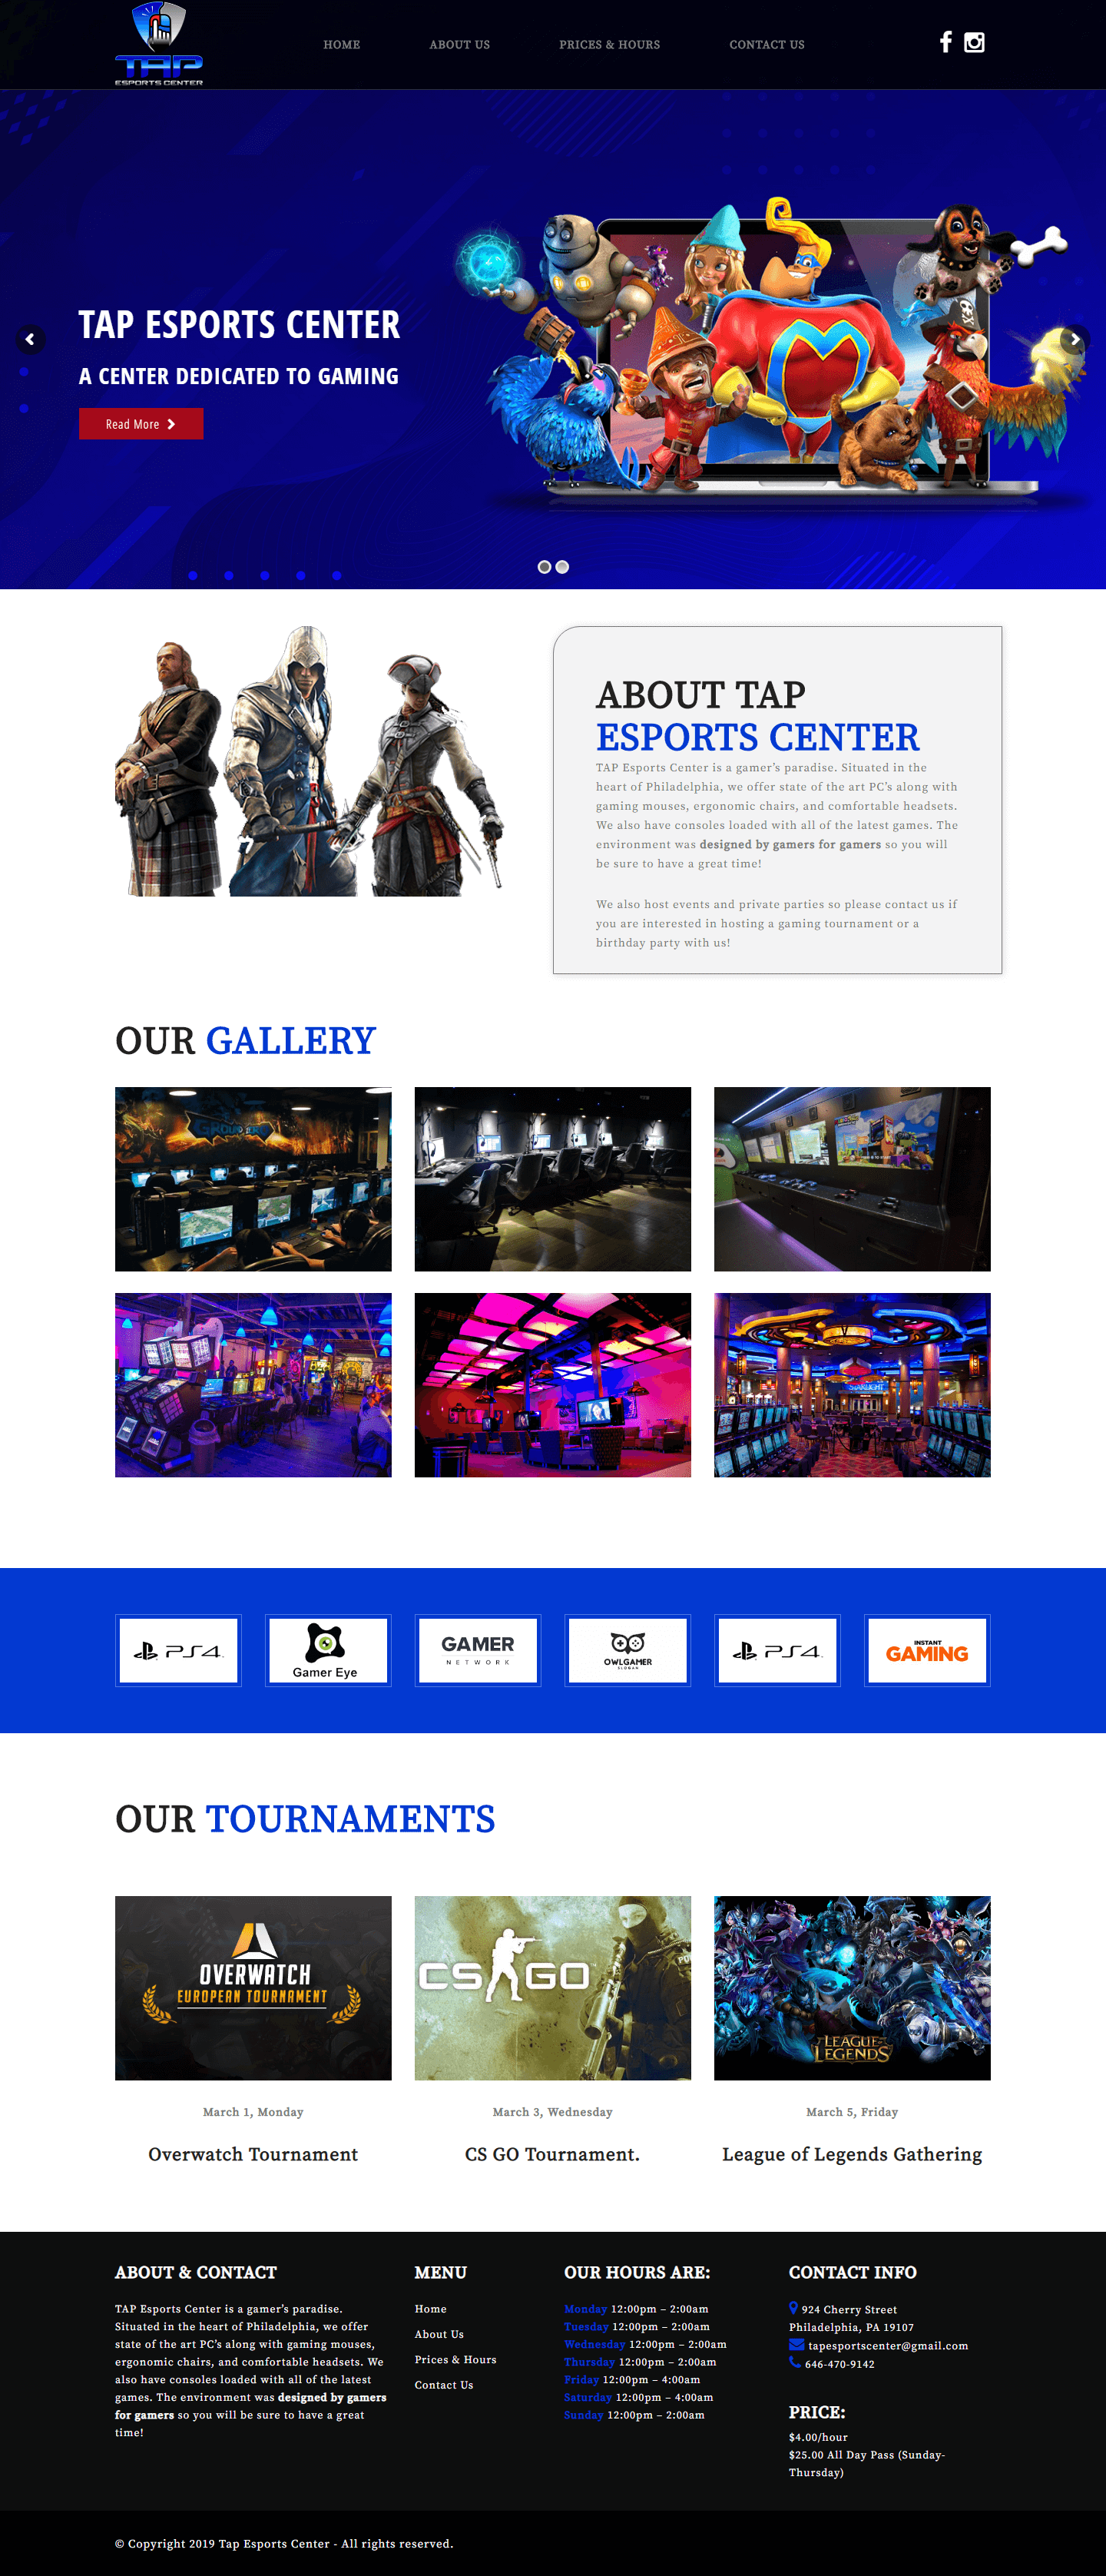 TAP
ESPORTS CENTER
HOME
ABOUT US
PRICES & HOURS
CONTACT US
TAP ESPORTS CENTER
A CENTER DEDICATED TO GAMING
Read More
ABOUT TAP
ESPORTS CENTER
TAP Esports Center is a gamer’s paradise. Situated in the
heart of Philadelphia, we offer state of the art PC’s along with
gaming mouses, ergonomic chairs, and comfortable headsets.
We also have consoles loaded with all of the latest games. The
environment was designed by gamers for gamers so you will
be sure to have a great time!
We also host events and private parties so please contact us if
you are interested in hosting a gaming tournament or a
birthday party with us!
OUR GALLERY
STARLIGHT
PS4
Gamer Eye
GAMER
NETWORK
OWLGAMER
SLOGAN
PS4
INSTANT
GAMING
OUR TOURNAMENTS
OVERWATCH
EUROPEAN TOURNAMENT
CS GO
LEAGUE of
LEGENDS
March 1, Monday
March 3, Wednesday
March 5, Friday
Overwatch Tournament
CS GO Tournament.
League of Legends Gathering
ABOUT & CONTACT
TAP Esports Center is a gamer’s paradise.
Situated in the heart of Philadelphia, we offer
state of the art PC’s along with gaming mouses,
ergonomic chairs, and comfortable headsets. We
also have consoles loaded with all of the latest
games. The environment was designed by gamers
for gamers so you will be sure to have a great
time!
MENU
Home
About Us
Prices & Hours
Contact Us
OUR HOURS ARE:
Monday 12:00pm – 2:00am
Tuesday 12:00pm – 2:00am
Wednesday 12:00pm – 2:00am
Thursday 12:00pm – 2:00am
Friday 12:00pm – 4:00am
Saturday 12:00pm – 4:00am
Sunday 12:00pm – 2:00am
CONTACT INFO
924 Cherry Street
Philadelphia, PA 19107
tapesportscenter@gmail.com
646-470-9142
PRICE:
$4.00/hour
$25.00 All Day Pass (Sunday-
Thursday)
© Copyright 2019 Tap Esports Center - All rights reserved.